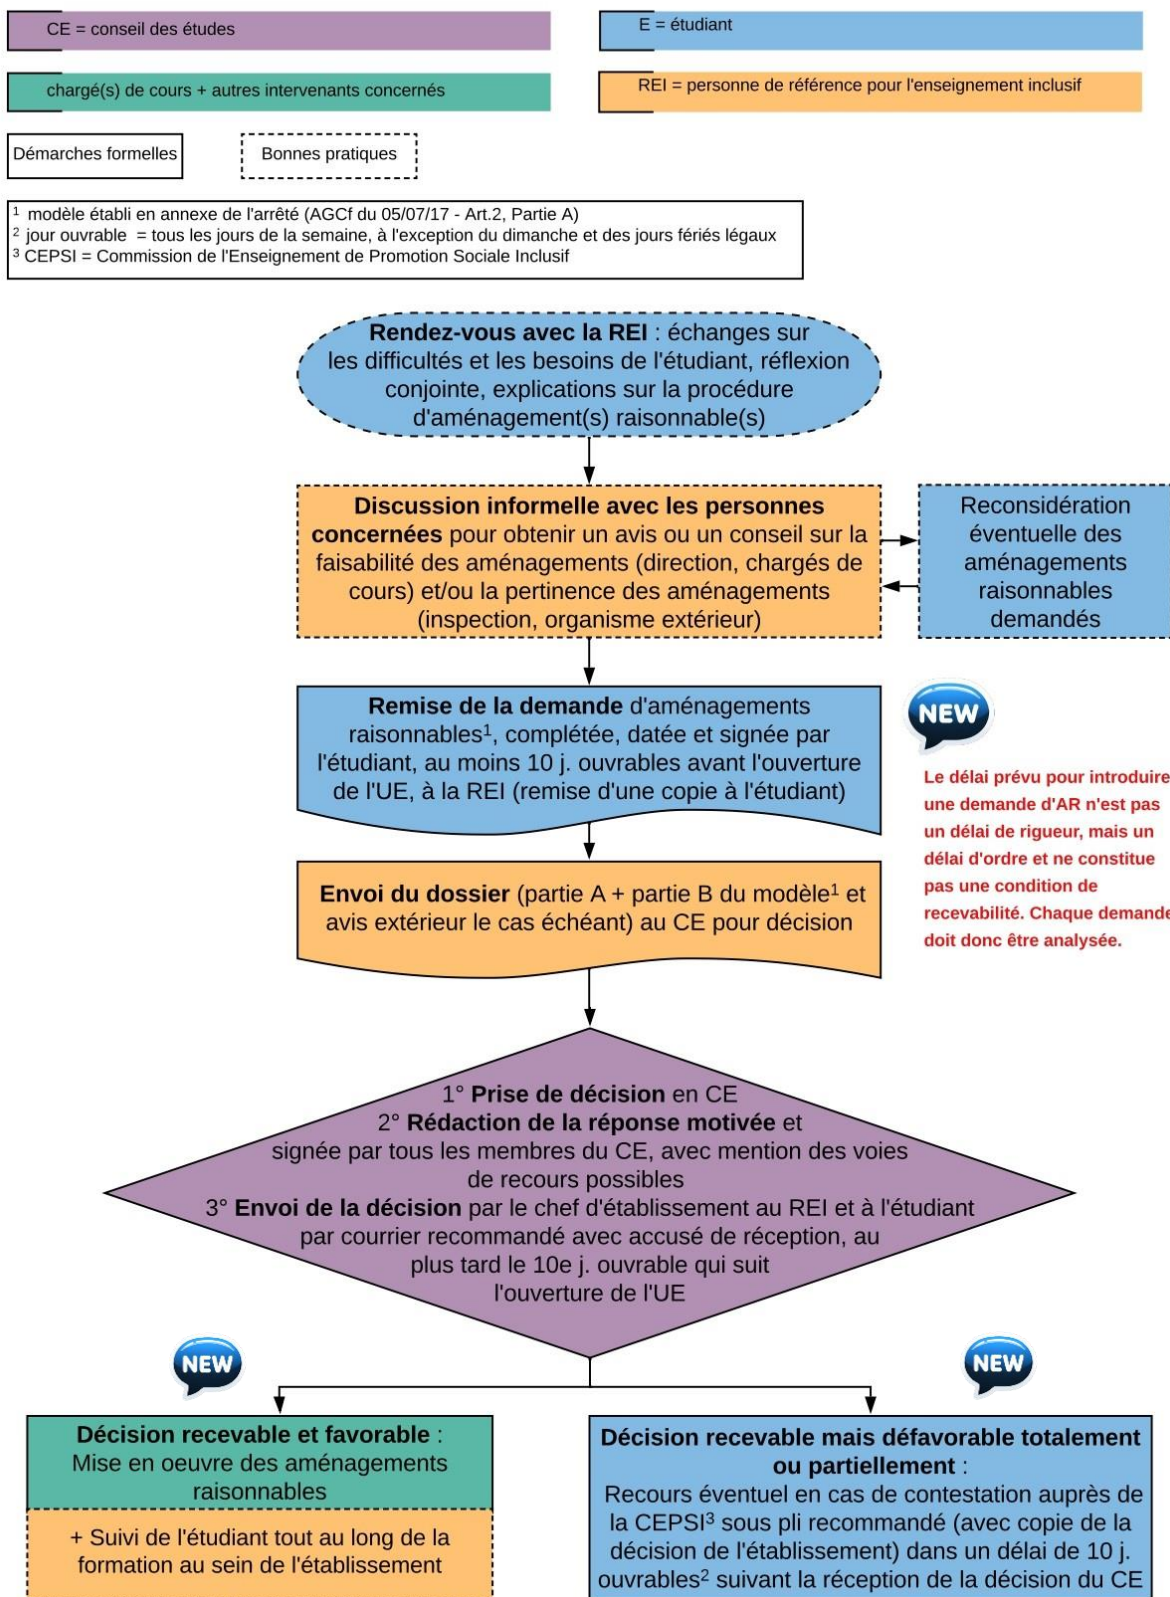 CE = conseil des études
E = étudiant
chargé(s) de cours + autres intervenants concernés
REI = personne de référence pour l'enseignement inclusif
Démarches formelles
Bonnes pratiques
¹ modèle établi en annexe de l'arrêté (AGCf du 05/07/17 - Art.2, Partie A)
² jour ouvrable = tous les jours de la semaine, à l'exception du dimanche et des jours fériés légaux
³ CEPSI = Commission de l'Enseignement de Promotion Sociale Inclusif
Rendez-vous avec la REI : échanges sur
les difficultés et les besoins de l'étudiant, réflexion
conjointe, explications sur la procédure
d'aménagement(s) raisonnable(s)
Discussion informelle avec les personnes
concernées pour obtenir un avis ou un conseil sur la
faisabilité des aménagements (direction, chargés de
cours) et/ou la pertinence des aménagements
(inspection, organisme extérieur)
Reconsidération
éventuelle des
aménagements
raisonnables
demandés
Remise de la demande d'aménagements
raisonnables¹, complétée, datée et signée par
l'étudiant, au moins 10 j. ouvrables avant l'ouverture
de l'UE, à la REI (remise d'une copie à l'étudiant)
NEW
Le délai prévu pour introduire
une demande d'AR n'est pas
un délai de rigueur, mais un
délai d'ordre et ne constitue
pas une condition de
recevabilité. Chaque demande
doit donc être analysée.
Envoi du dossier (partie A + partie B du modèle¹ et
avis extérieur le cas échéant) au CE pour décision
1° Prise de décision en CE
2° Rédaction de la réponse motivée et
signée par tous les membres du CE, avec mention des voies
de recours possibles
3° Envoi de la décision par le chef d'établissement au REI et à l'étudiant
par courrier recommandé avec accusé de réception, au
plus tard le 10e j. ouvrable qui suit
l'ouverture de l'UE
NEW
NEW
Décision recevable et favorable :
Mise en oeuvre des aménagements
raisonnables
+ Suivi de l'étudiant tout au long de la
formation au sein de l'établissement
Décision recevable mais défavorable totalement
ou partiellement :
Recours éventuel en cas de contestation auprès de
la CEPSI³ sous pli recommandé (avec copie de la
décision de l'établissement) dans un délai de 10 j.
ouvrables² suivant la réception de la décision du CE